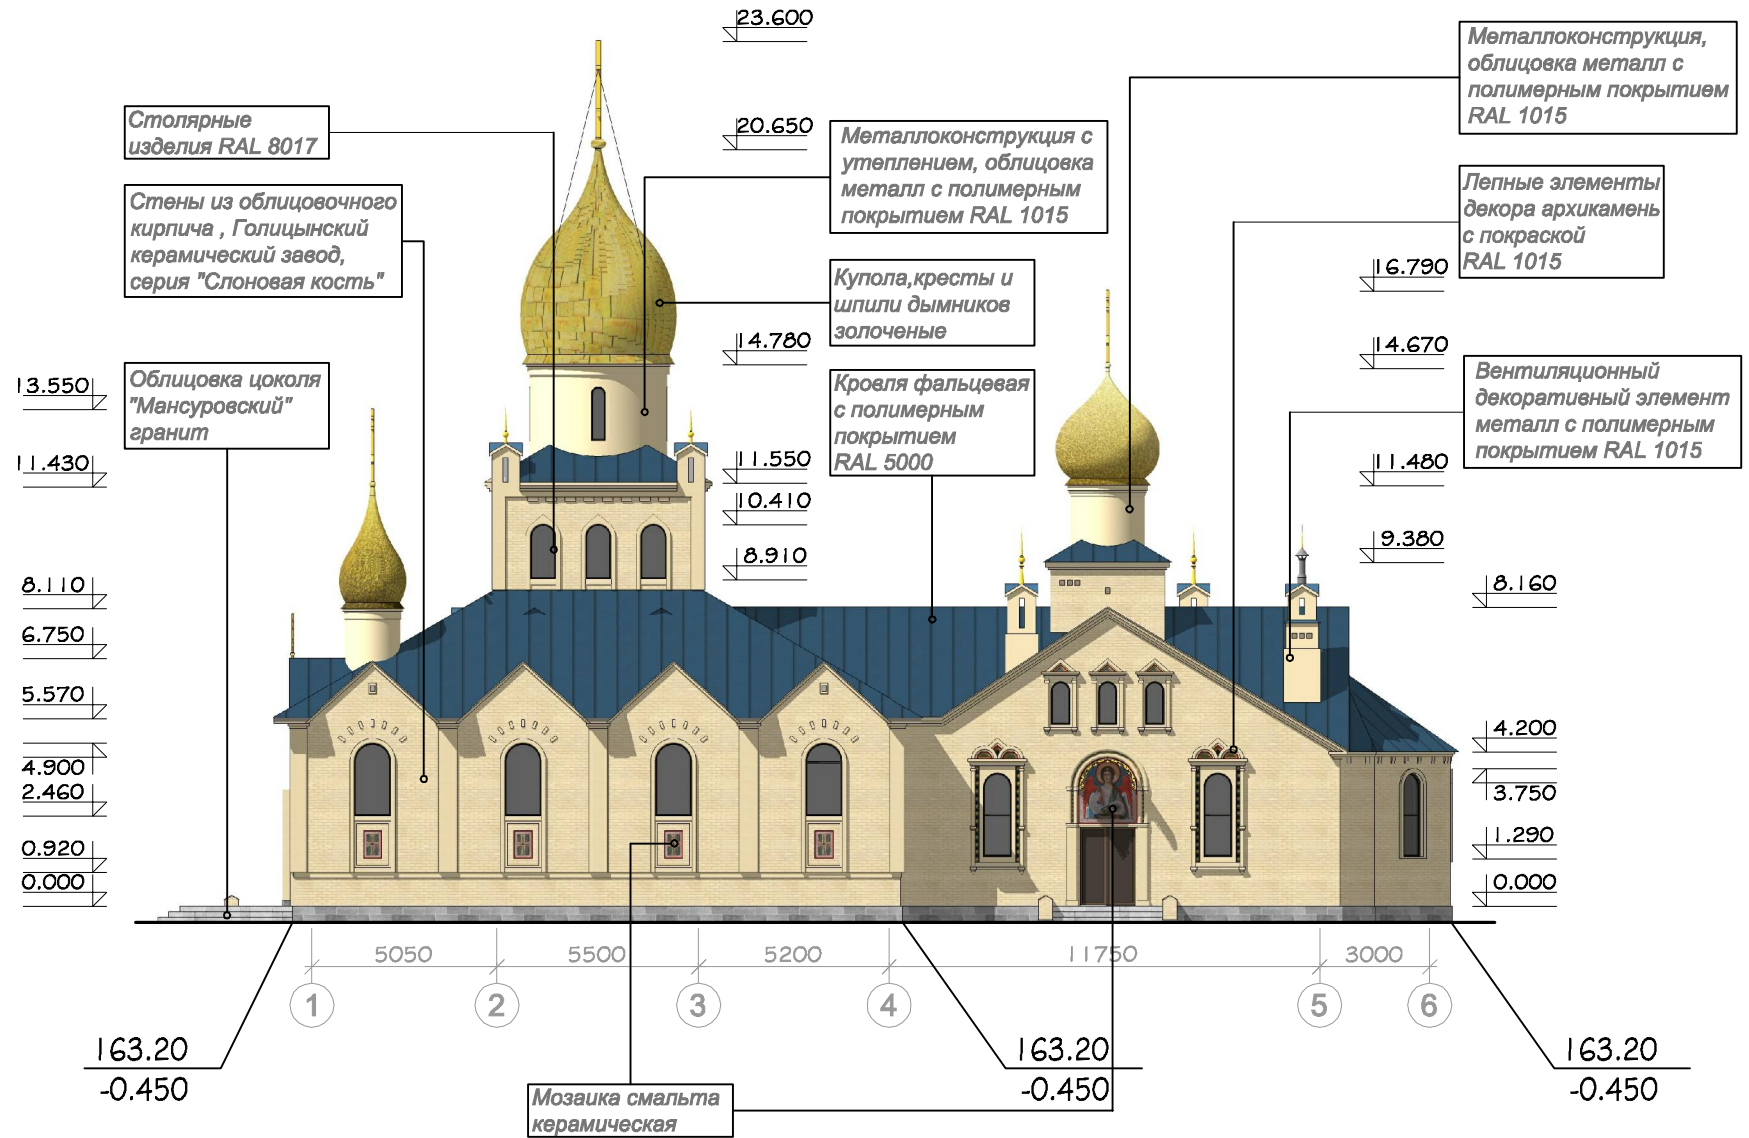 23.600
20.650
14.780
11.550
10.410
8.910
Столярные
изделия RAL 8017
Стены из облицовочного
кирпича , Голицынский
керамический завод,
серия "Слоновая кость"
Облицовка цоколя
"Мансуровский"
гранит
Металлоконструкция с
утеплением, облицовка
металл с полимерным
покрытием RAL 1015
Купола,кресты и
шпили дымников
золоченые
Кровля фальцевая
с полимерным
покрытием
RAL 5000
Металлоконструкция,
облицовка металл с
полимерным покрытием
RAL 1015
Лепные элементы
декора архикамень
с покраской
RAL 1015
Вентиляционный
декоративный элемент
металл с полимерным
покрытием RAL 1015
13.550
11.430
8.110
6.750
5.570
4.900
2.460
0.920
0.000
16.790
14.670
11.480
9.380
8.160
4.200
3.750
1.290
0.000
5050
5500
5200
11750
3000
1
2
3
4
5
6
163.20
-0.450
163.20
-0.450
163.20
-0.450
Мозаика смальта
керамическая